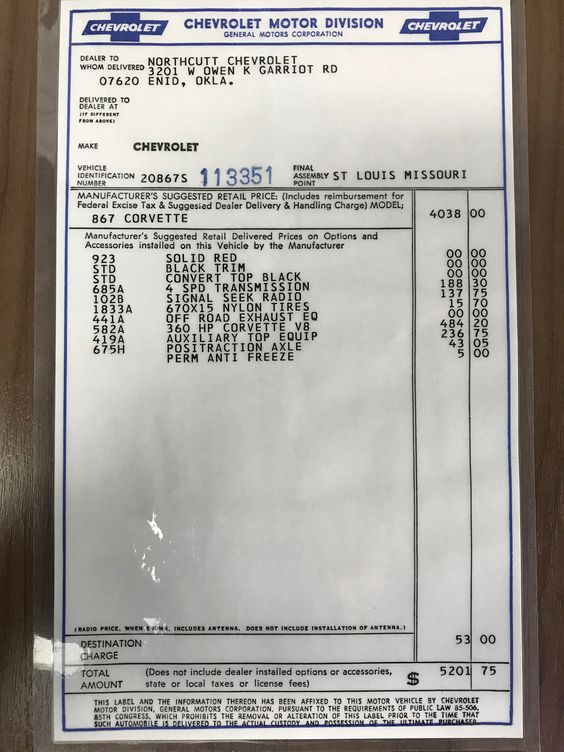 CHEVROLET CHEVROLET MOTOR DIVISION CHEVROLET
GENERAL MOTORS CORPORATION
DEALER TO
WHOM DELIVERED NORTHCUTT CHEVROLET
3201 W OWEN K GARRIOT RD
07620 ENID, OKLA.
DELIVERED TO
DEALER AT
(IF DIFFERENT
FROM ABOVE)
MAKE CHEVROLET
VEHICLE
IDENTIFICATION
NUMBER 20867S 113351 FINAL
ASSEMBLY
POINT ST LOUIS MISSOURI
MANUFACTURER'S SUGGESTED RETAIL PRICE: (Includes reimbursement for
Federal Excise Tax & Suggested Dealer Delivery & Handling Charge) MODEL;
867 CORVETTE 4038 00
Manufacturer's Suggested Retail Delivered Prices on Options and
Accessories installed on this Vehicle by the Manufacturer
923 SOLID RED 00 00
STD BLACK TRIM 00 00
STD CONVERT TOP BLACK 00 00
685A 4 SPD TRANSMISSION 188 30
102B SIGNAL SEEK RADIO 137 75
1833A 670X15 NYLON TIRES 15 70
441A OFF ROAD EXHAUST EQ 00 00
582A 360 HP CORVETTE V8 484 20
419A AUXILIARY TOP EQUIP 236 75
675H POSITRACTION AXLE 43 05
PERM ANTI FREEZE 5 00
(RADIO PRICE, WHEN SHOWN, INCLUDES ANTENNA. DOES NOT INCLUDE INSTALLATION OF ANTENNA.)
DESTINATION
CHARGE 53 00
TOTAL
AMOUNT (Does not include dealer installed options or accessories,
state or local taxes or license fees) $ 5201 75
THIS LABEL AND THE INFORMATION THEREON HAS BEEN AFFIXED TO THIS MOTOR VEHICLE BY CHEVROLET
MOTOR DIVISION, GENERAL MOTORS CORPORATION, PURSUANT TO THE REQUIREMENTS OF PUBLIC LAW 85-506,
85TH CONGRESS, WHICH PROHIBITS THE REMOVAL OR ALTERATION OF THIS LABEL PRIOR TO THE TIME THAT
SUCH AUTOMOBILE IS DELIVERED TO THE ACTUAL CUSTODY AND POSSESSION OF THE ULTIMATE PURCHASER.